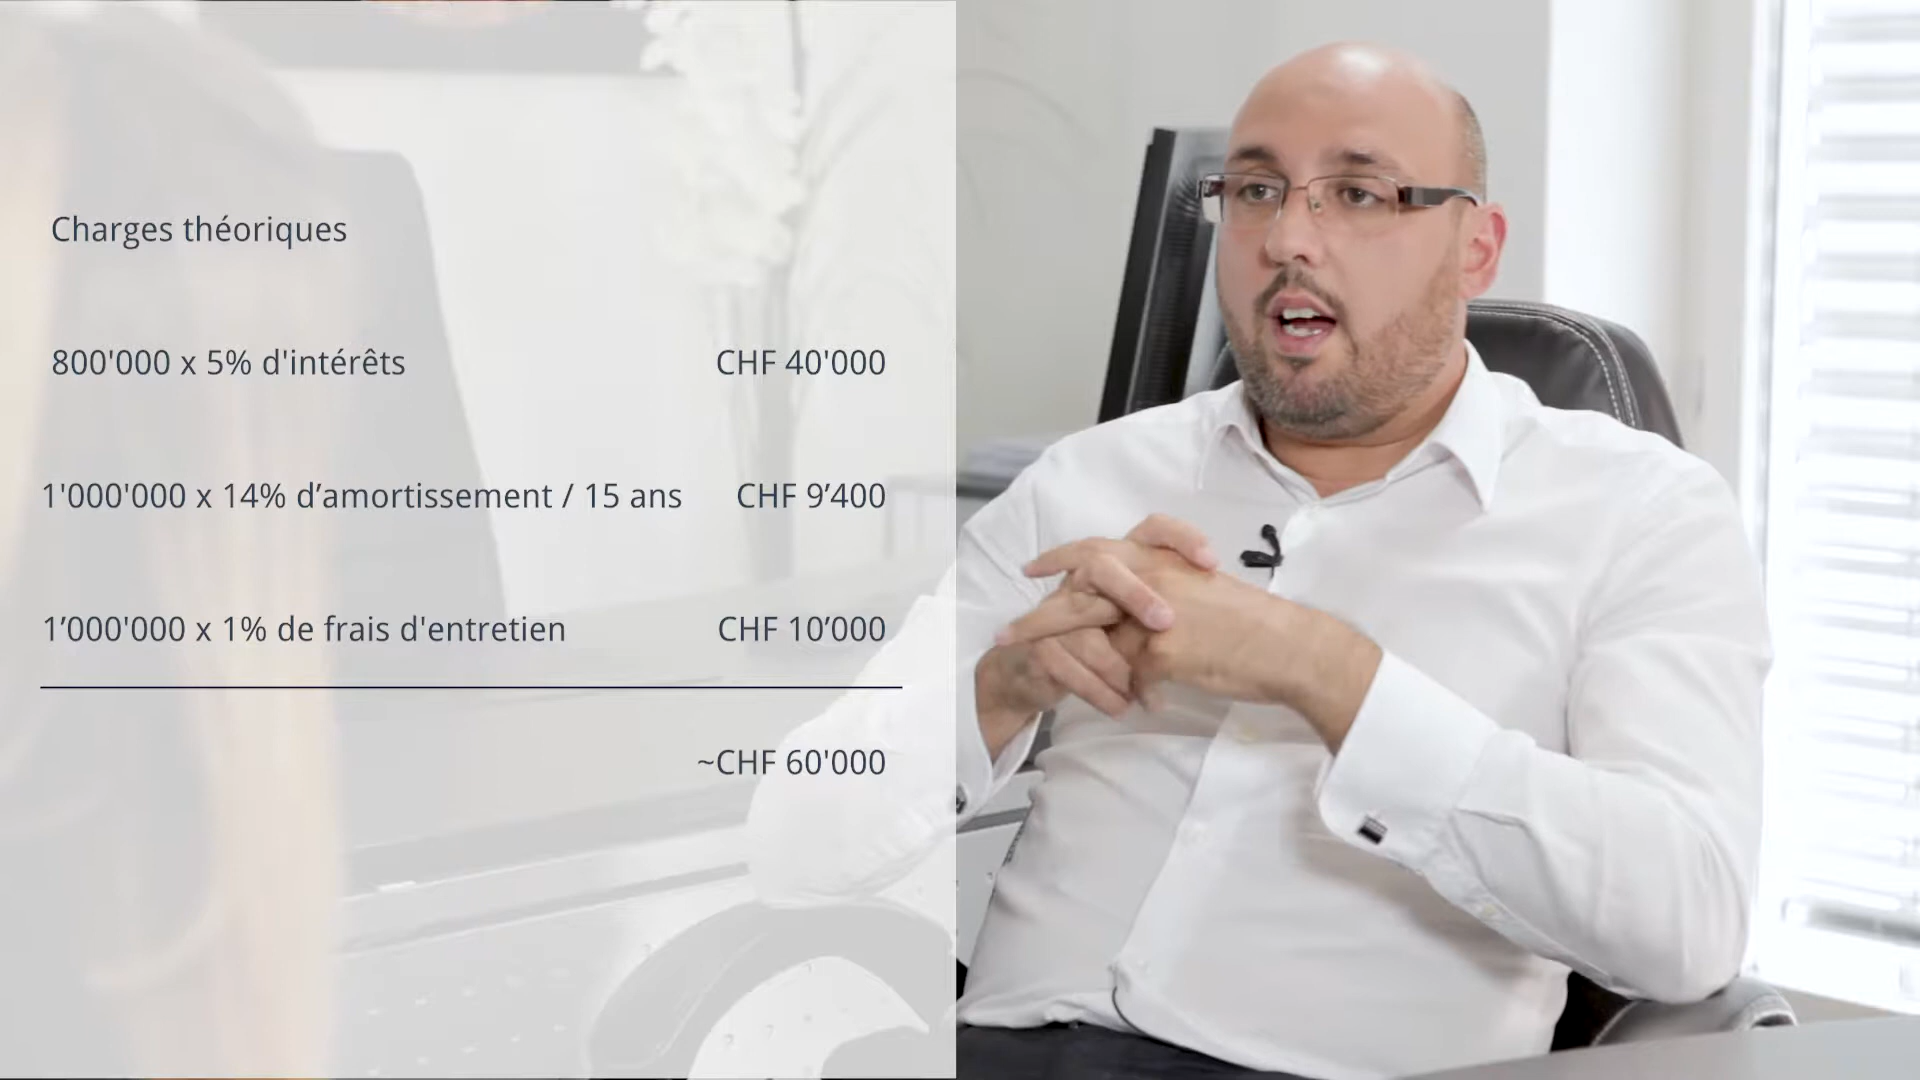 Charges théoriques
800'000 x 5% d'intérêts CHF 40'000
1'000'000 x 14% d’amortissement / 15 ans CHF 9’400
1’000'000 x 1% de frais d'entretien CHF 10’000
~CHF 60'000